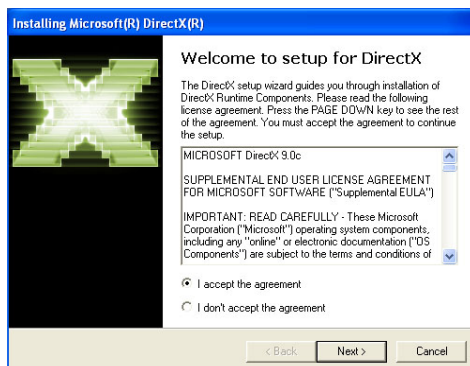 Installing Microsoft(R) DirectX(R)
Welcome to setup for DirectX
The DirectX setup wizard guides you through installation of
DirectX Runtime Components. Please read the following
license agreement. Press the PAGE DOWN key to see the rest
of the agreement. You must accept the agreement to continue
the setup.
MICROSOFT DirectX 9.0c
SUPPLEMENTAL END USER LICENSE AGREEMENT
FOR MICROSOFT SOFTWARE ("Supplemental EULA")
IMPORTANT: READ CAREFULLY - These Microsoft
Corporation ("Microsoft") operating system components,
including any "online" or electronic documentation ("OS
Components") are subject to the terms and conditions of
I accept the agreement
I don't accept the agreement
< Back Next > Cancel